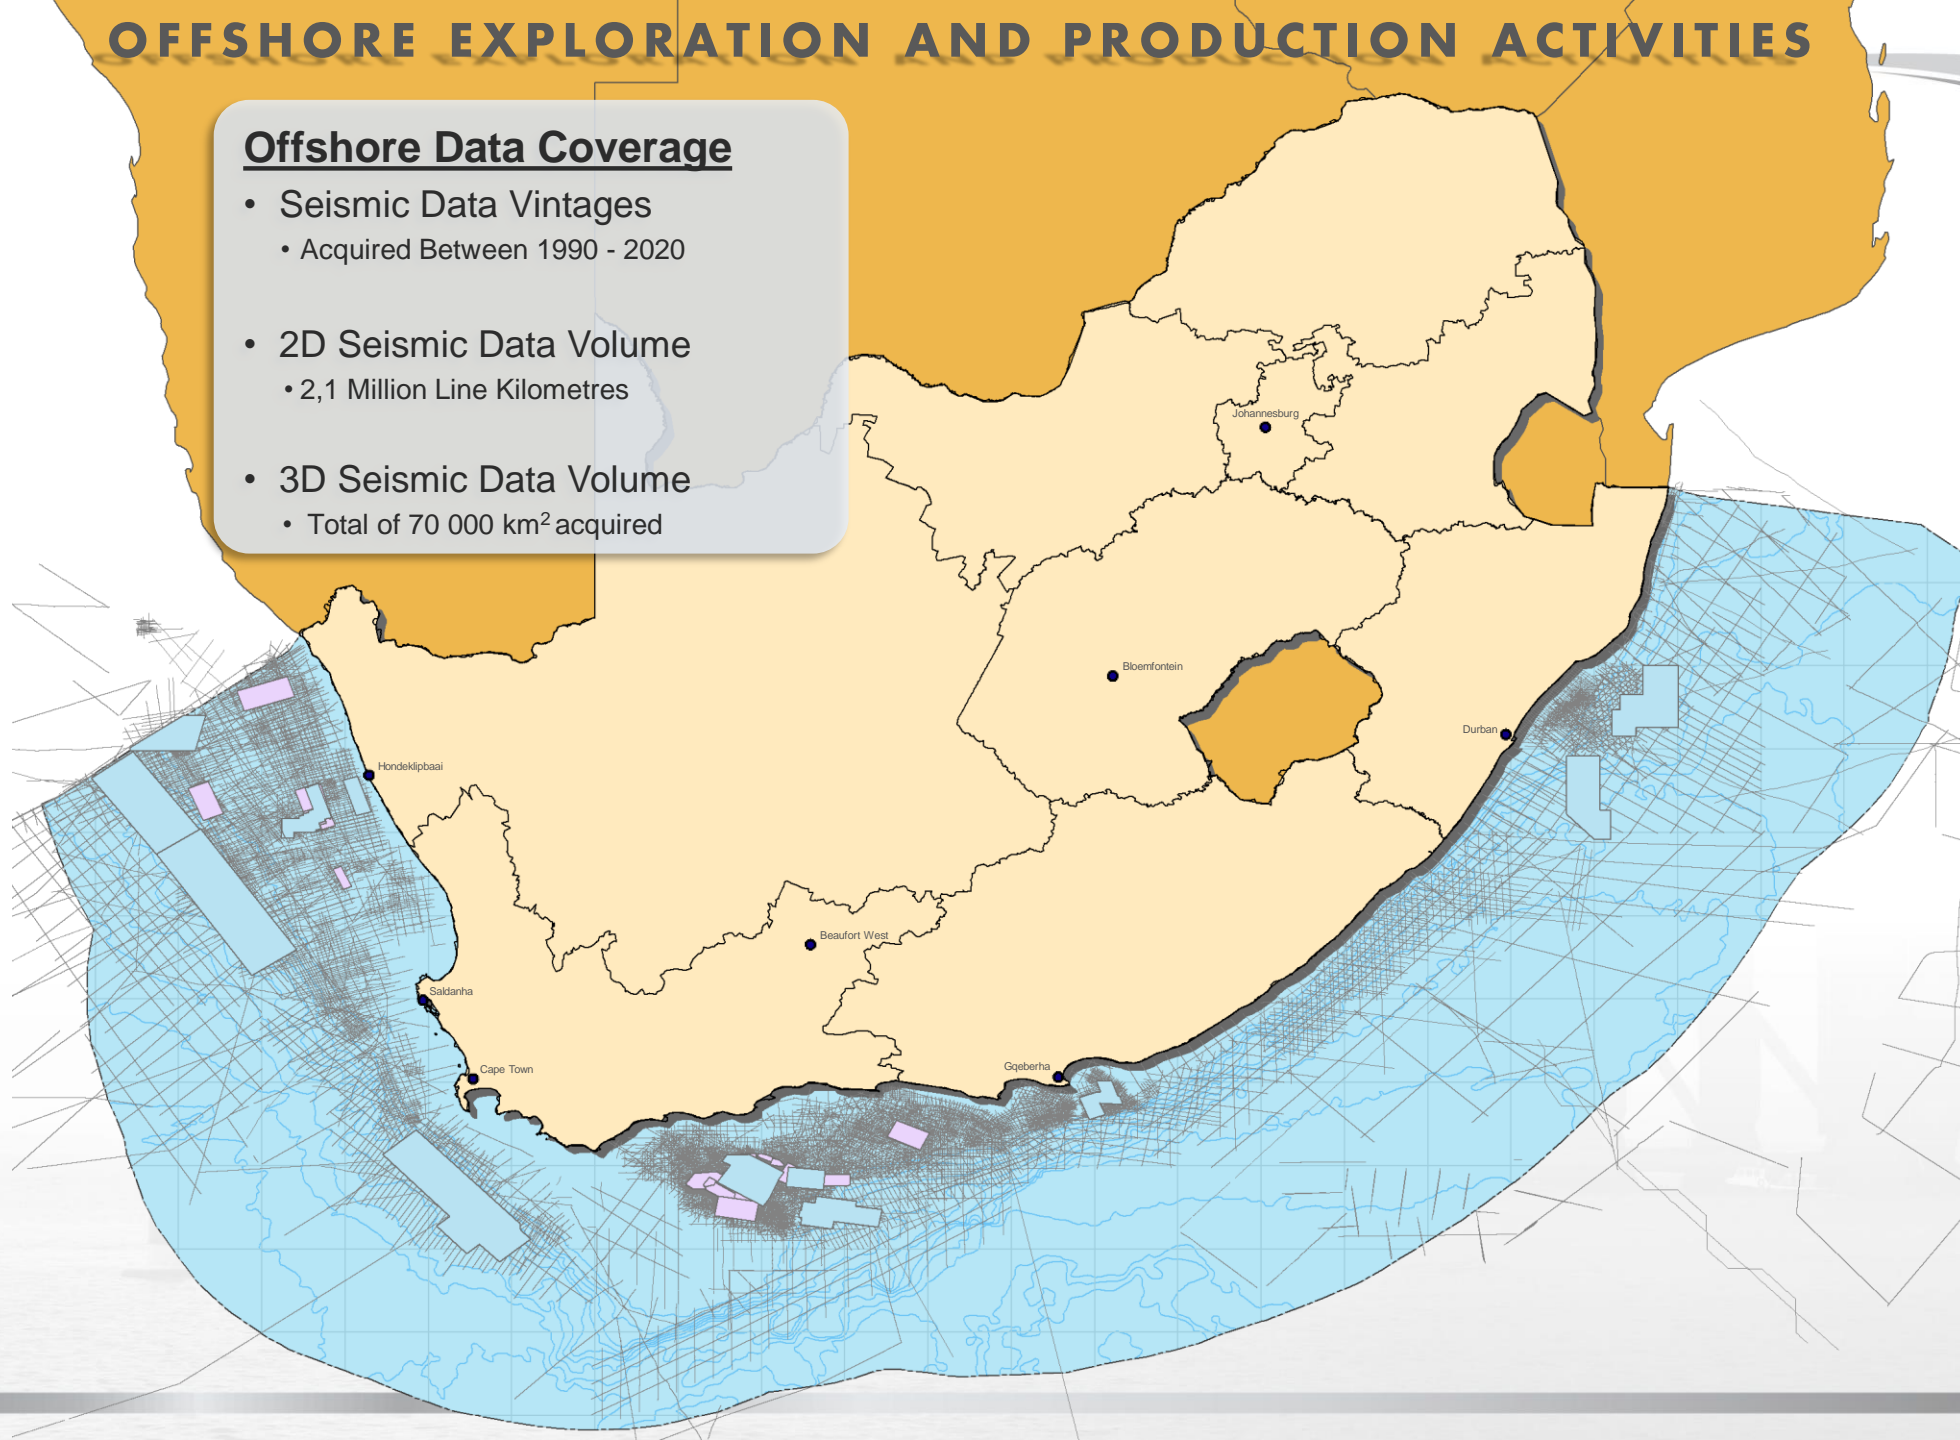 OFFSHORE EXPLORATION AND PRODUCTION ACTIVITIES
Offshore Data Coverage
• Seismic Data Vintages
• Acquired Between 1990 - 2020
• 2D Seismic Data Volume
• 2,1 Million Line Kilometres
• 3D Seismic Data Volume
• Total of 70 000 km² acquired
Johannesburg
Bloemfontein
Durban
Hondeklipbaai
Beaufort West
Saldanha
Cape Town
Gqeberha